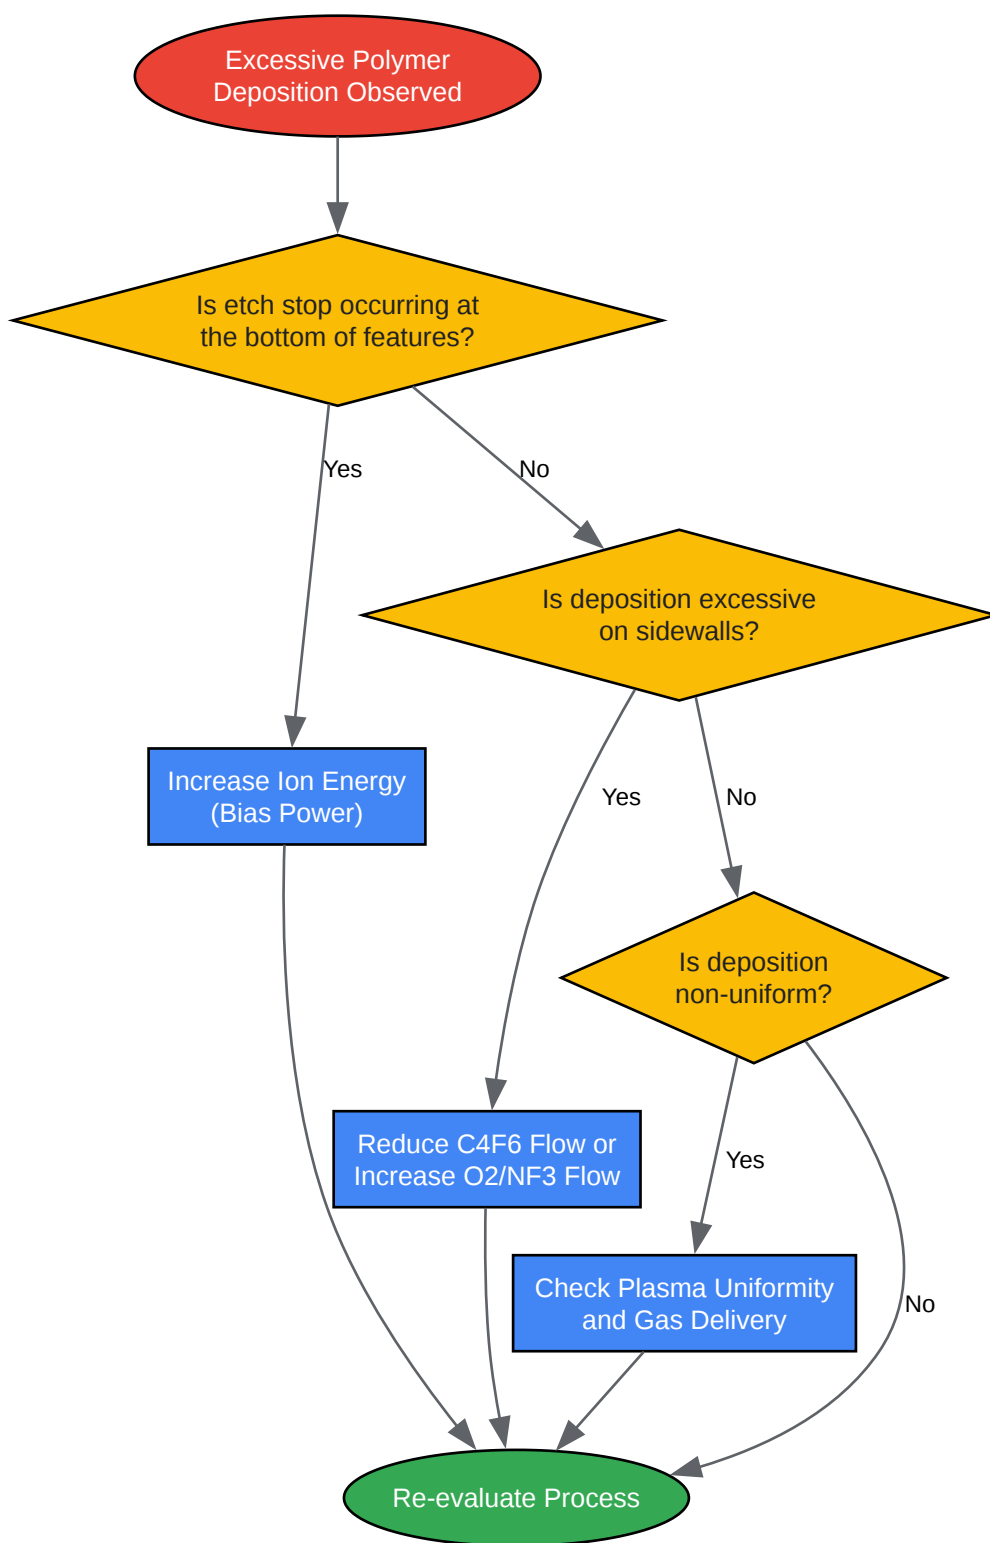 Excessive Polymer
Deposition Observed
Is etch stop occurring at
the bottom of features?
Yes
No
Is deposition excessive
on sidewalls?
Increase Ion Energy
(Bias Power)
Yes
No
Is deposition
non-uniform?
Reduce C4F6 Flow or
Increase O2/NF3 Flow
Yes
Check Plasma Uniformity
and Gas Delivery
No
Re-evaluate Process